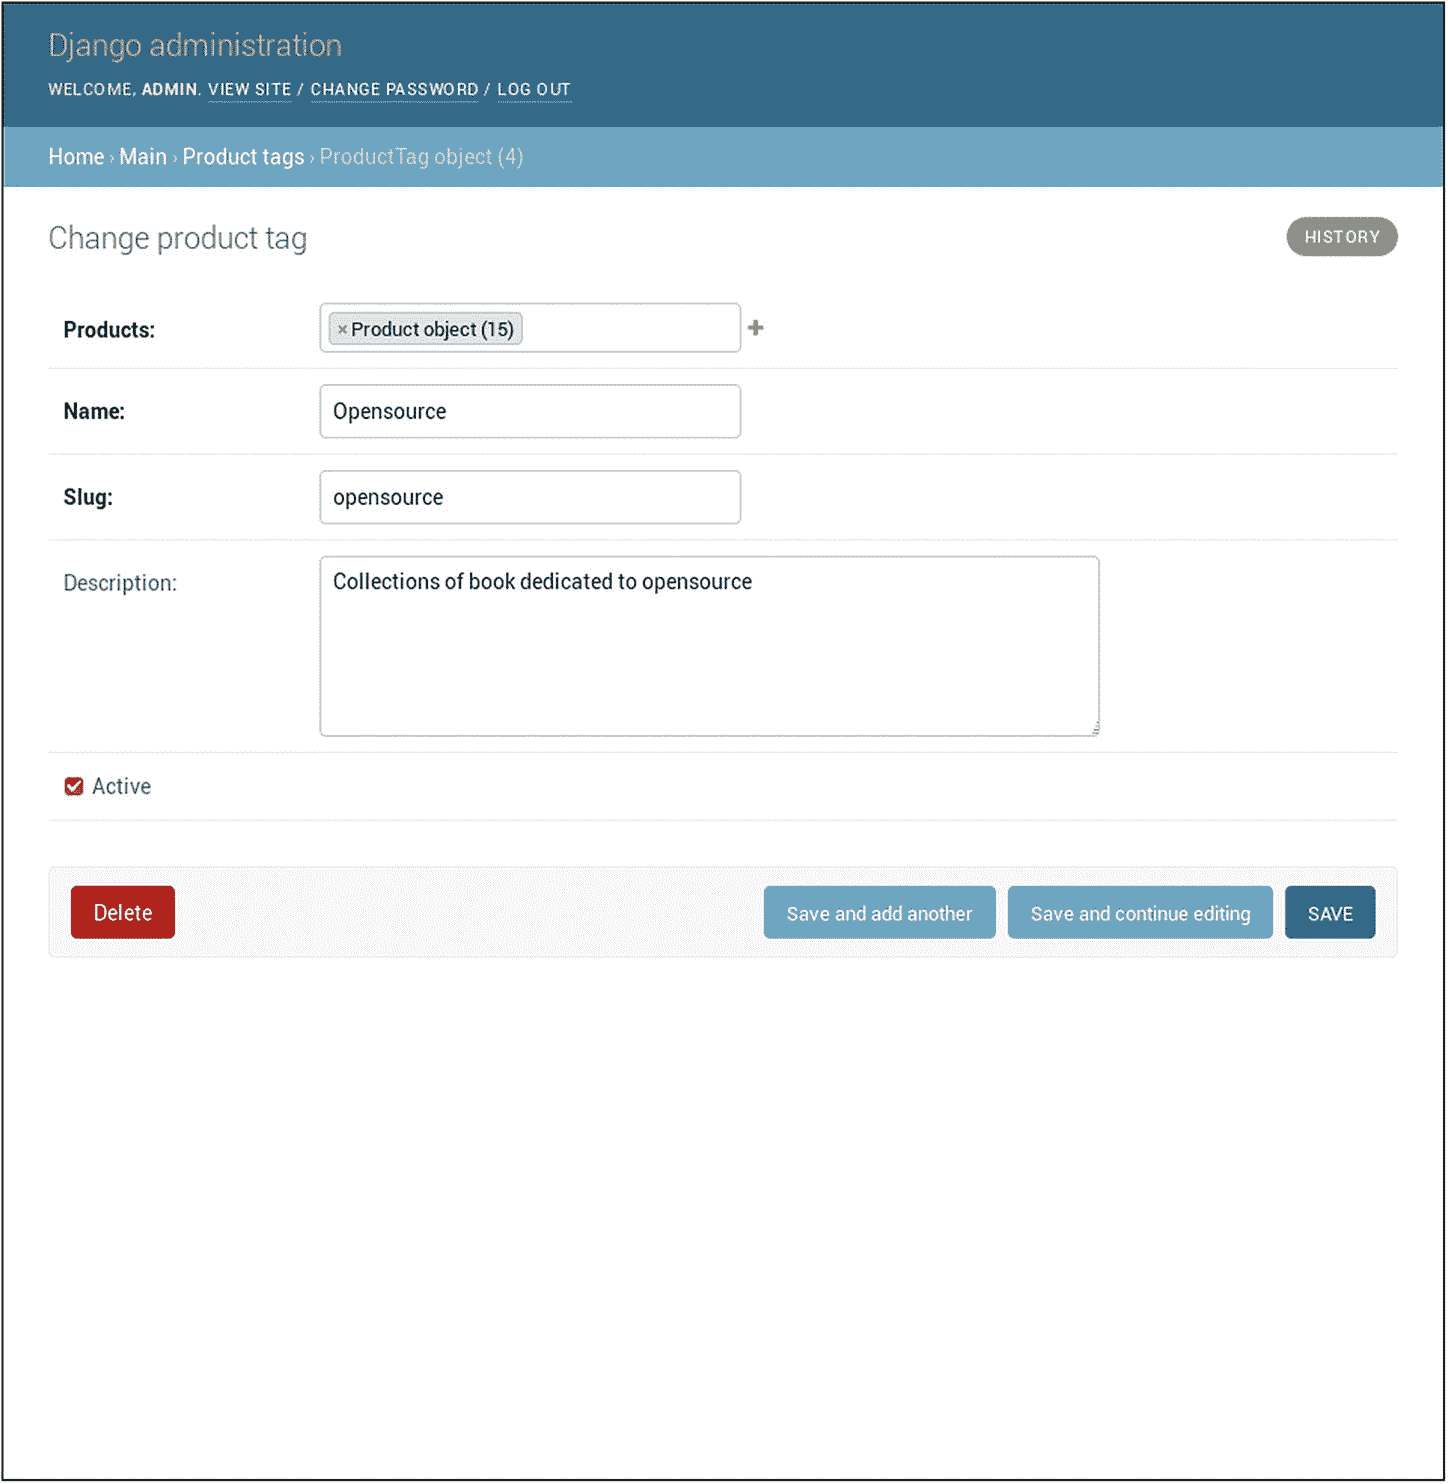 Django administration
WELCOME, ADMIN. VIEW SITE / CHANGE PASSWORD / LOG OUT
Home › Main › Product tags › ProductTag object (4)
Change product tag
HISTORY
Products:
×Product object (15)
Name:
Opensource
Slug:
opensource
Description:
Collections of book dedicated to opensource
Active
Delete
Save and add another
Save and continue editing
SAVE